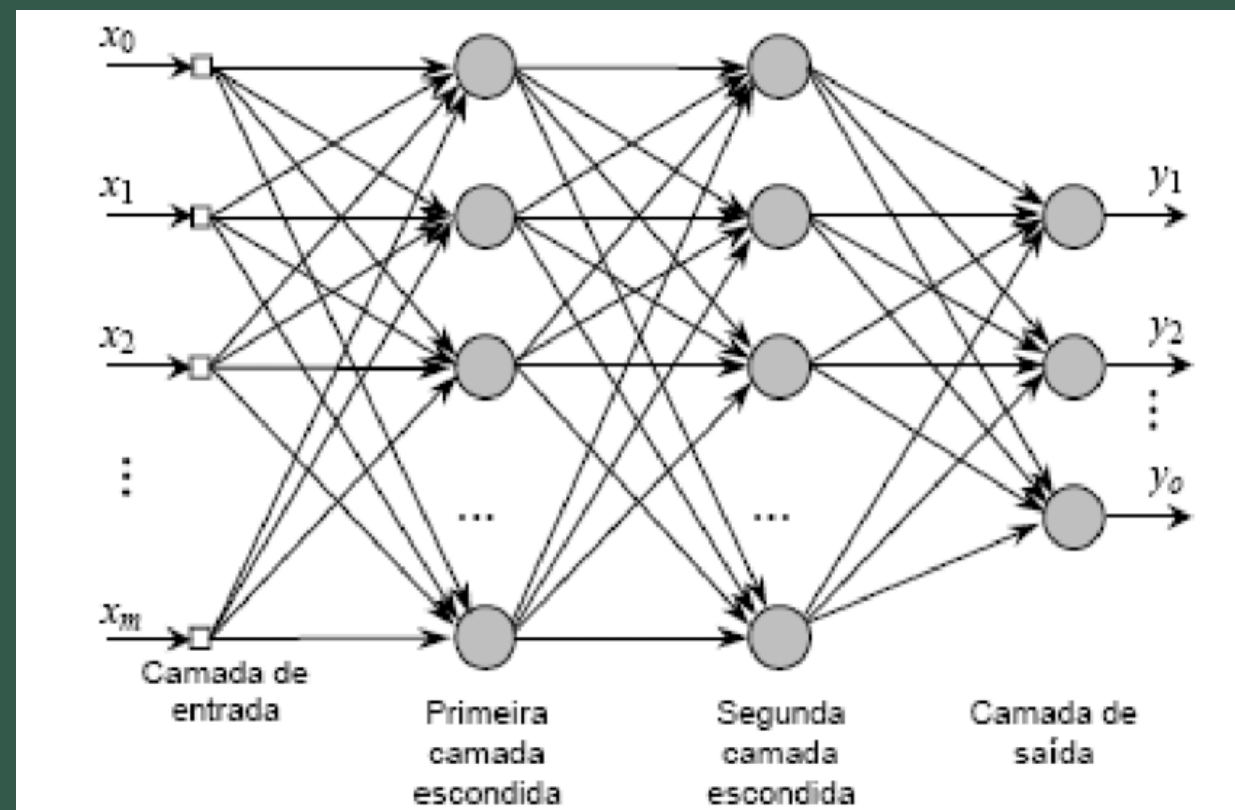 x0
x1
y1
x2
y2
⋮
⋮
yo
...
...
xm
Camada de
entrada
Primeira
camada
escondida
Segunda
camada
escondida
Camada de
saída